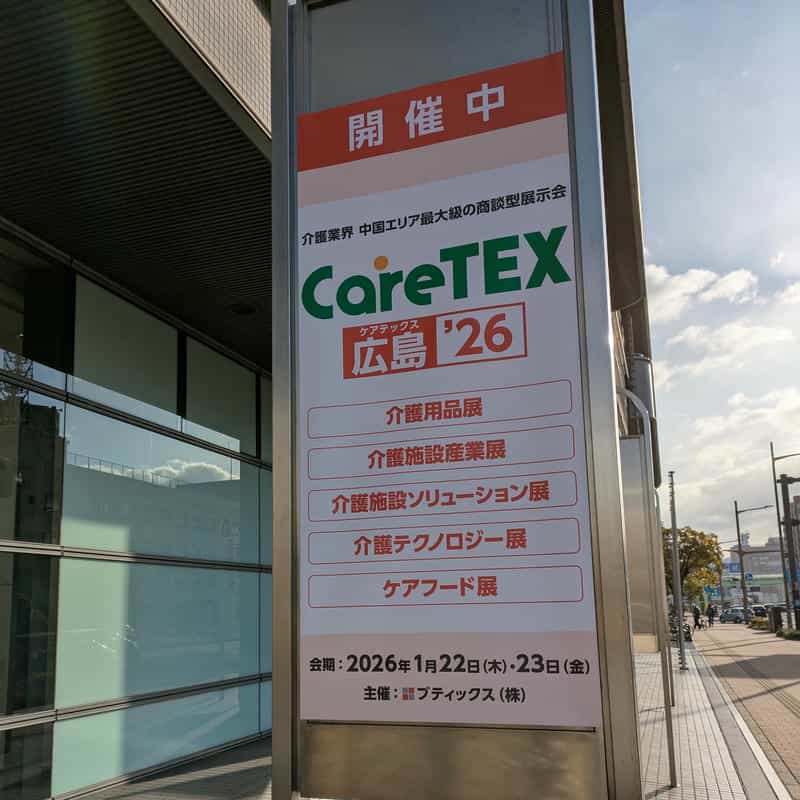 開催中
介護業界 中国エリア最大級の商談型展示会
CareTEX
ケアテックス
広島 '26
介護用品展
介護施設産業展
介護施設ソリューション展
介護テクノロジー展
ケアフード展
会期：2026年1月22日(木)・23日(金)
主催：ブティックス(株)